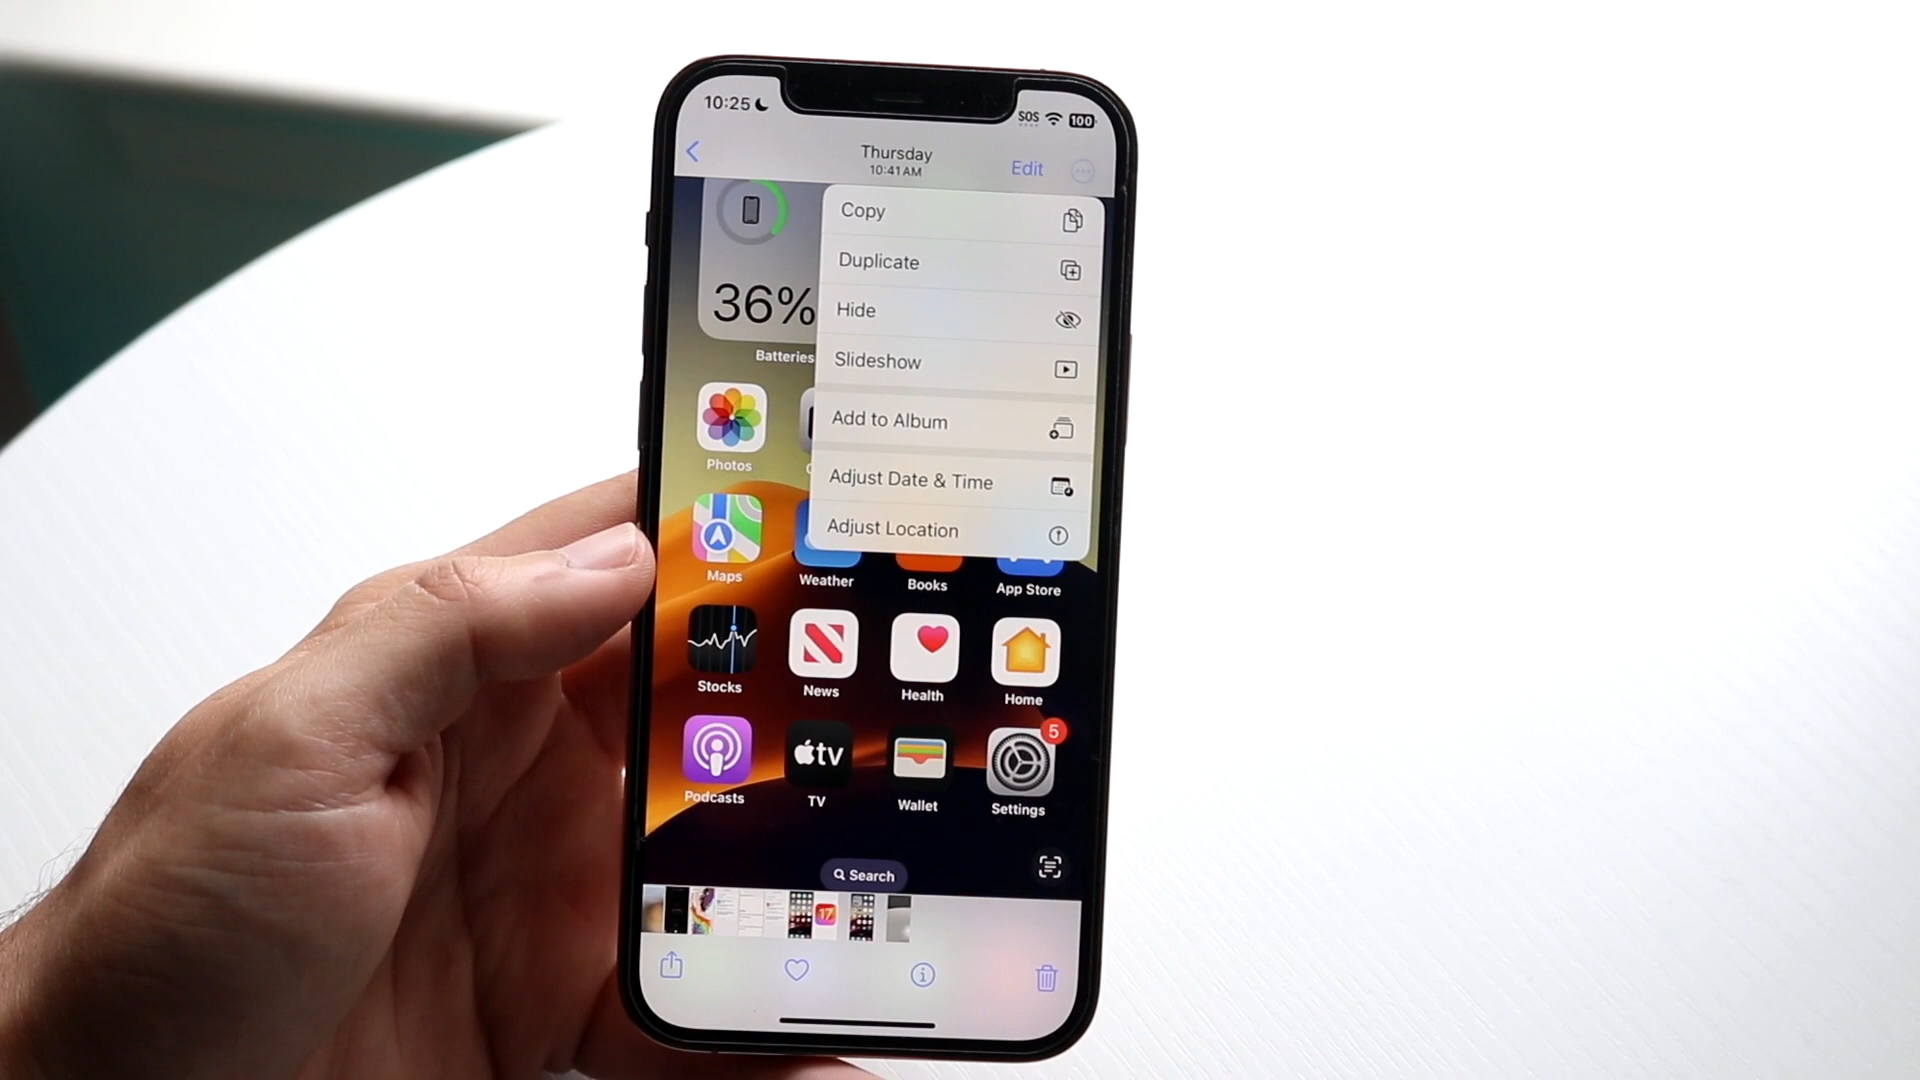 10:25
SOS
100
Thursday
10:41 AM
Edit
Copy
Duplicate
36%
Hide
Batteries
Slideshow
Add to Album
Photos
Adjust Date & Time
Adjust Location
Maps
Weather
Books
App Store
Stocks
News
Health
Home
5
tv
Podcasts
TV
Wallet
Settings
Search
17